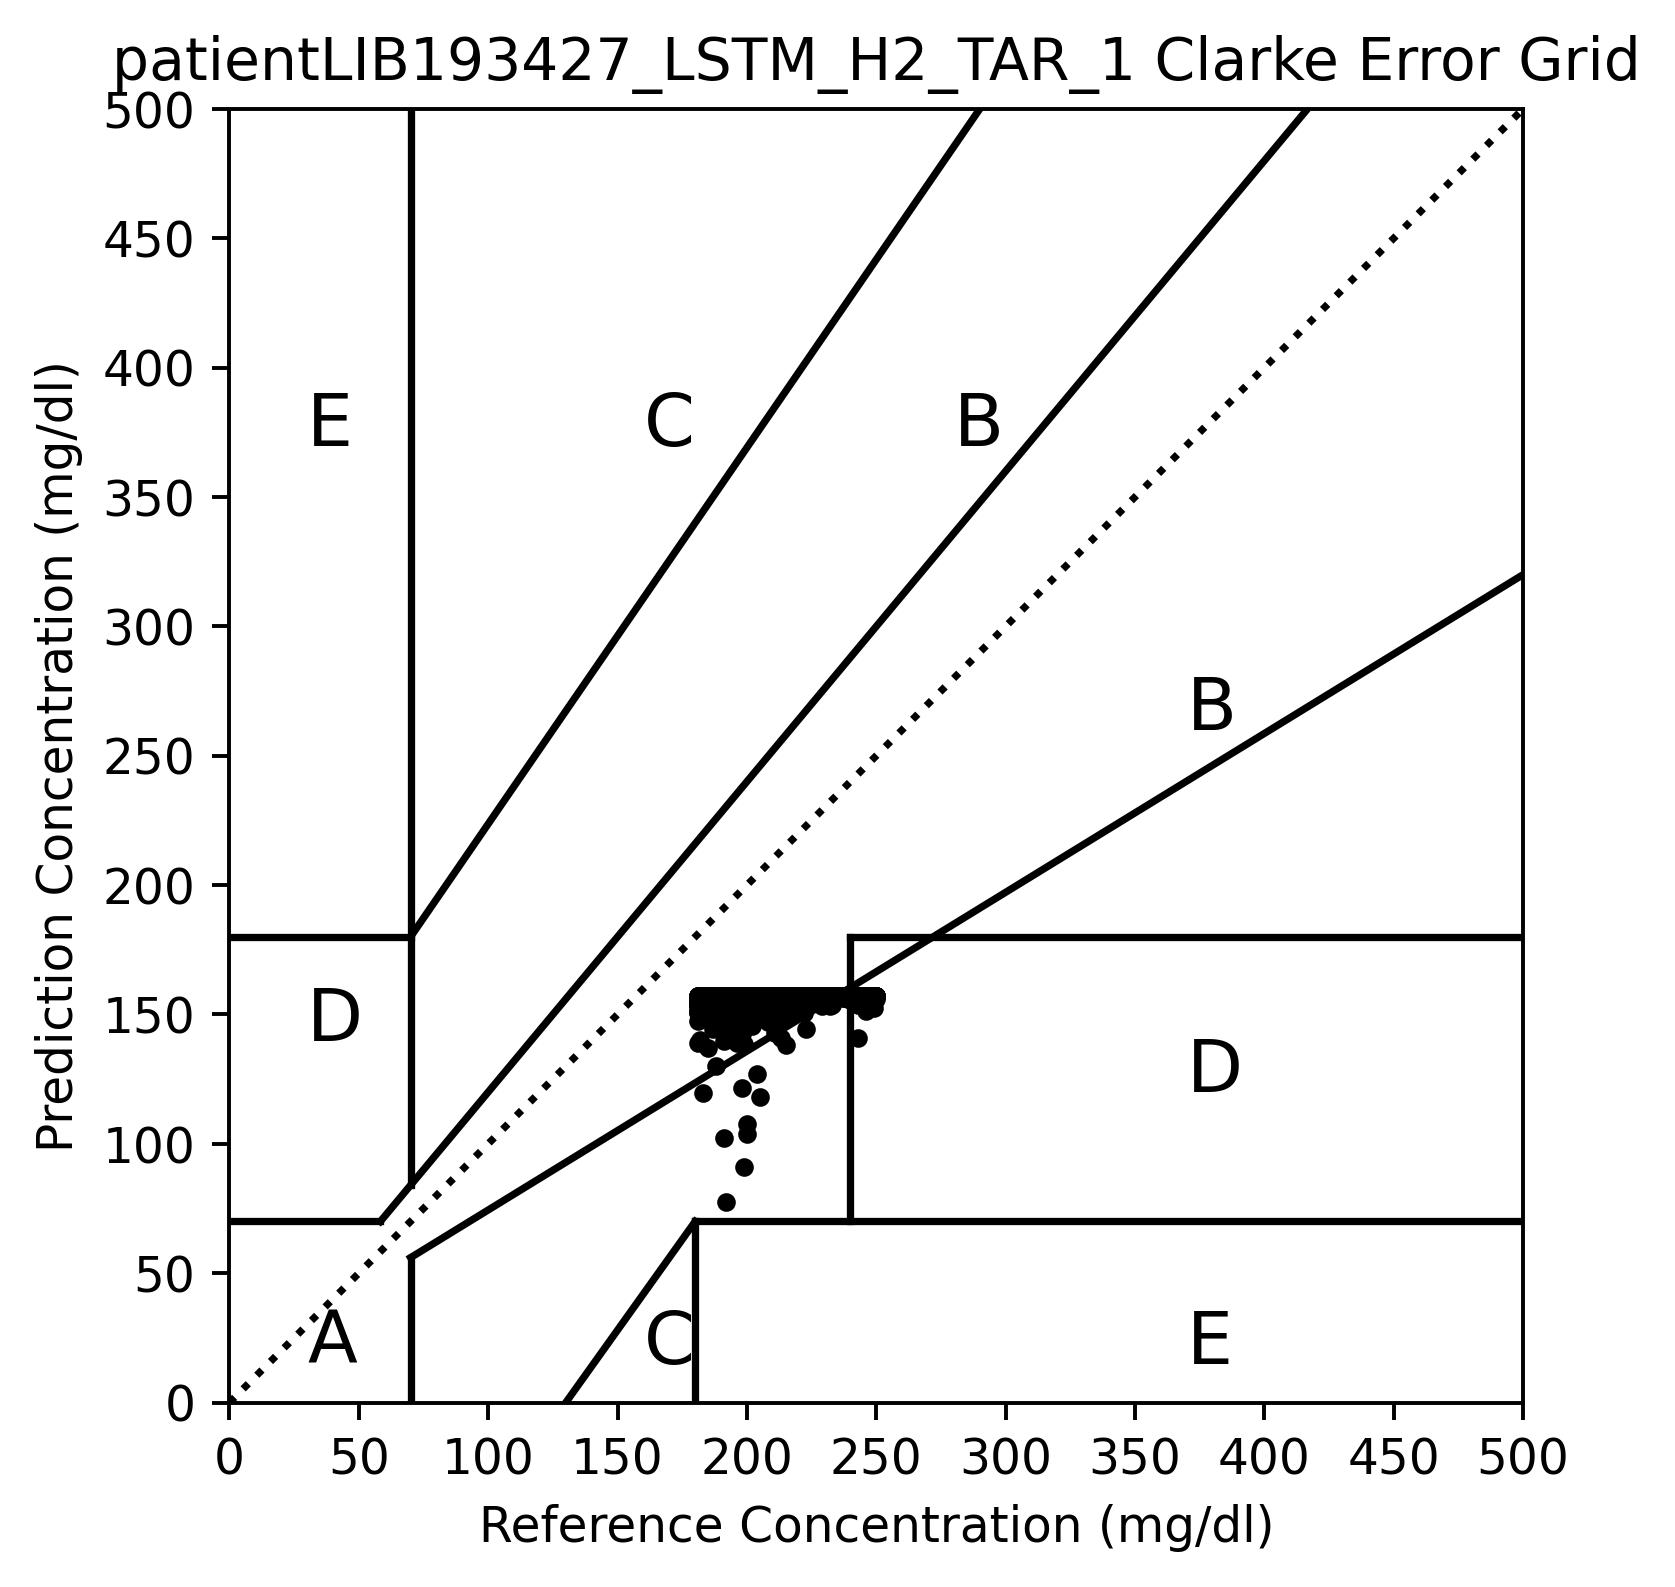 patientLIB193427_LSTM_H2_TAR_1 Clarke Error Grid
500
450
400
350
300
250
200
150
100
50
0
Prediction Concentration (mg/dl)
E
C
B
B
D
D
A
C
E
0 50 100 150 200 250 300 350 400 450 500
Reference Concentration (mg/dl)